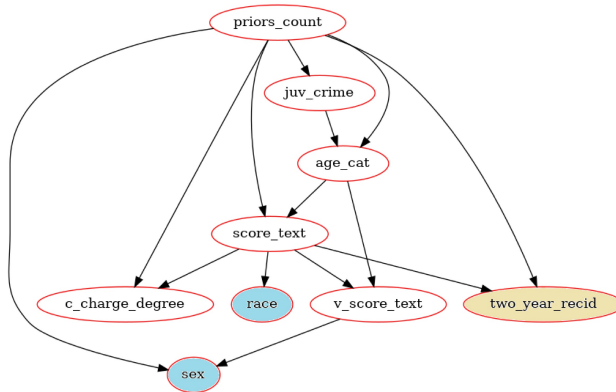 priors_count
juv_crime
age_cat
score_text
c_charge_degree
race
v_score_text
two_year_recid
sex